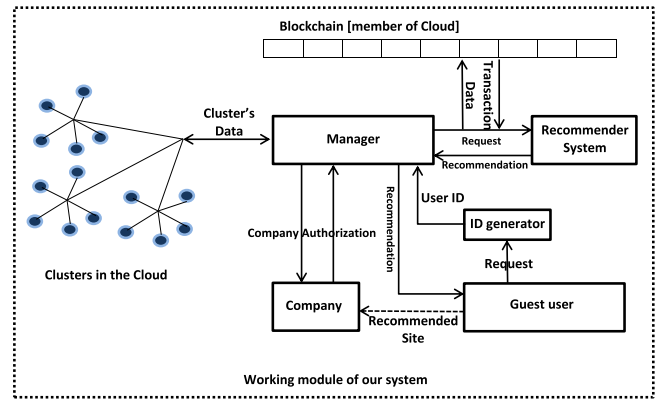 Blockchain [member of Cloud]
Data
Transaction
Cluster's
Data
Manager
Request
Recommendation
Recommender
System
User ID
Recommendation
ID generator
Company Authorization
Request
Clusters in the Cloud
Company
Guest user
Recommended
Site
Working module of our system